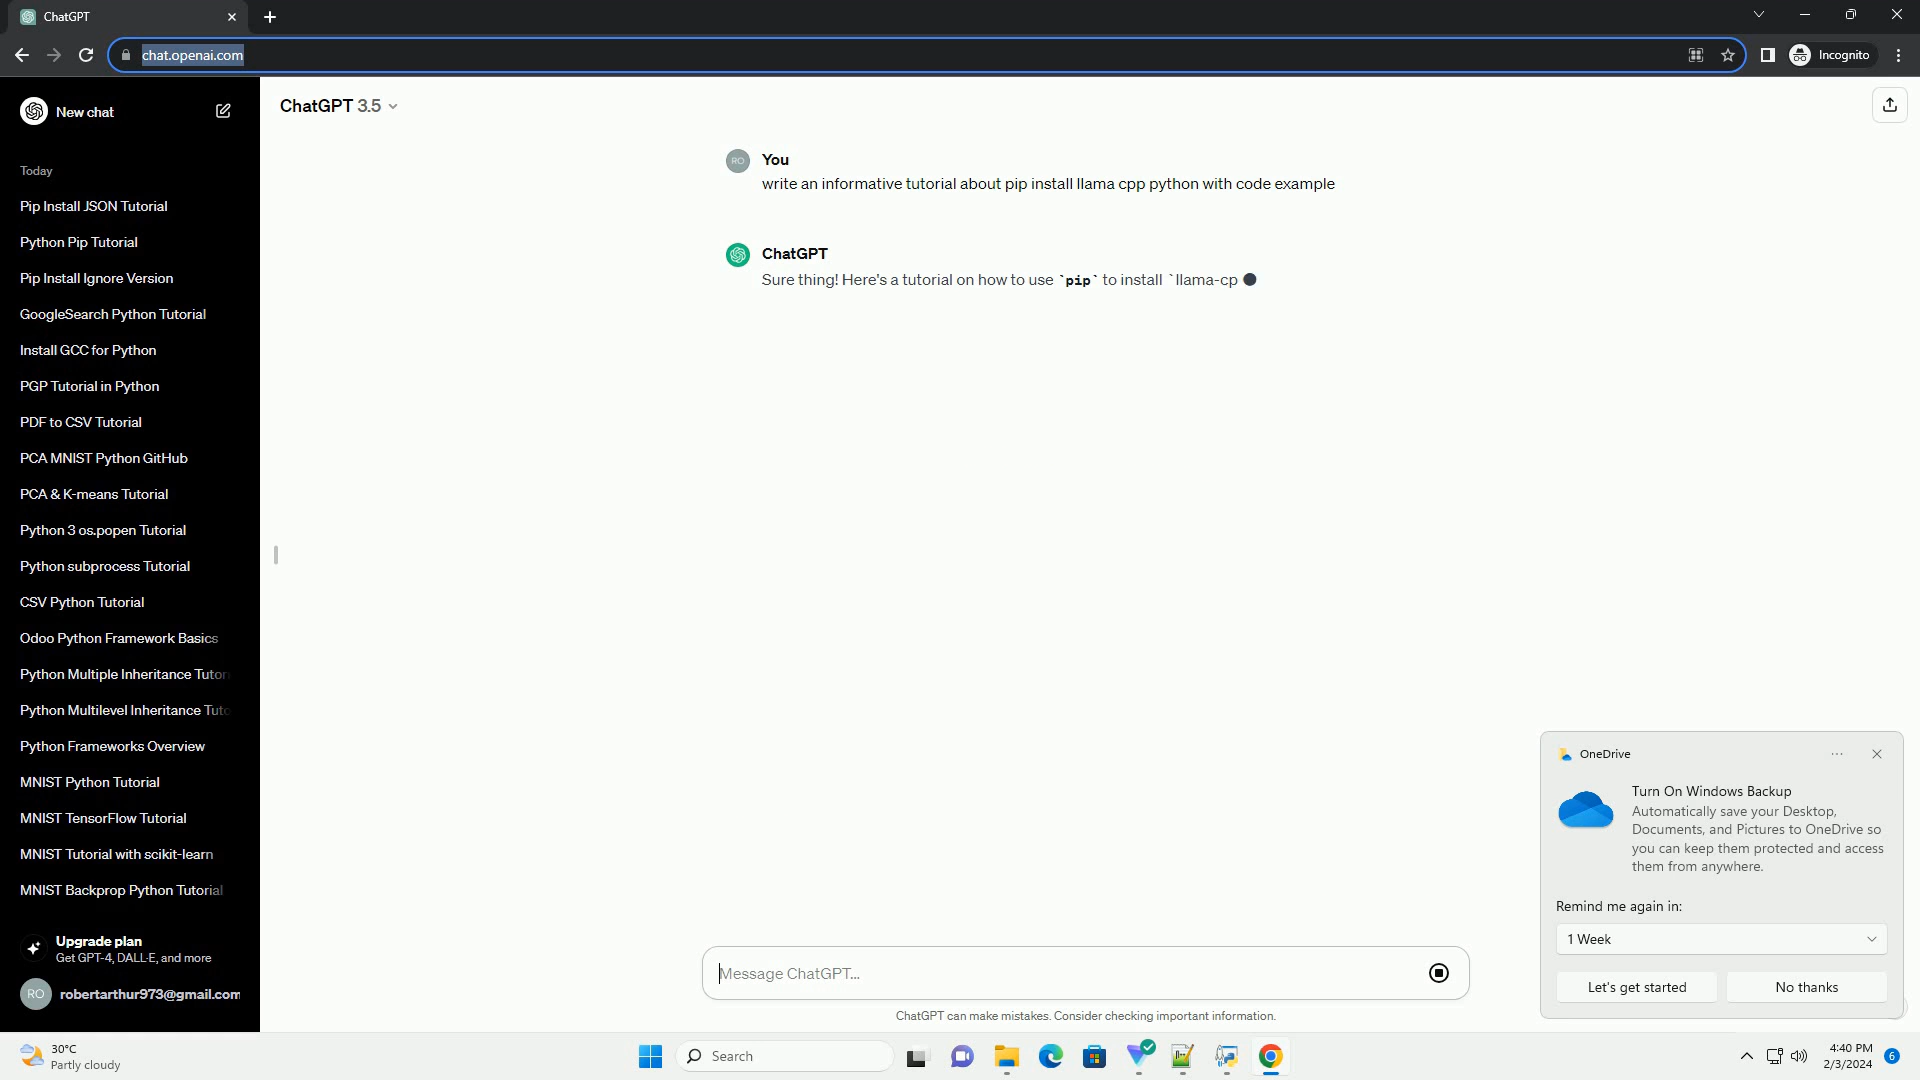 ChatGPT
chat.openai.com
Incognito
New chat
Today
Pip Install JSON Tutorial
Python Pip Tutorial
Pip Install Ignore Version
GoogleSearch Python Tutorial
Install GCC for Python
PGP Tutorial in Python
PDF to CSV Tutorial
PCA MNIST Python GitHub
PCA & K-means Tutorial
Python 3 os.popen Tutorial
Python subprocess Tutorial
CSV Python Tutorial
Odoo Python Framework Basics
Python Multiple Inheritance Tutor
Python Multilevel Inheritance Tuto
Python Frameworks Overview
MNIST Python Tutorial
MNIST TensorFlow Tutorial
MNIST Tutorial with scikit-learn
MNIST Backprop Python Tutorial
Upgrade plan
Get GPT-4, DALL·E, and more
RO robertarthur973@gmail.com
ChatGPT 3.5
RO You
write an informative tutorial about pip install llama cpp python with code example
ChatGPT
Sure thing! Here's a tutorial on how to use `pip` to install `llama-cp
Message ChatGPT...
ChatGPT can make mistakes. Consider checking important information.
OneDrive
Turn On Windows Backup
Automatically save your Desktop,
Documents, and Pictures to OneDrive so
you can keep them protected and access
them from anywhere.
Remind me again in:
1 Week
Let's get started
No thanks
30°C
Partly cloudy
Search
4:40 PM
2/3/2024
6